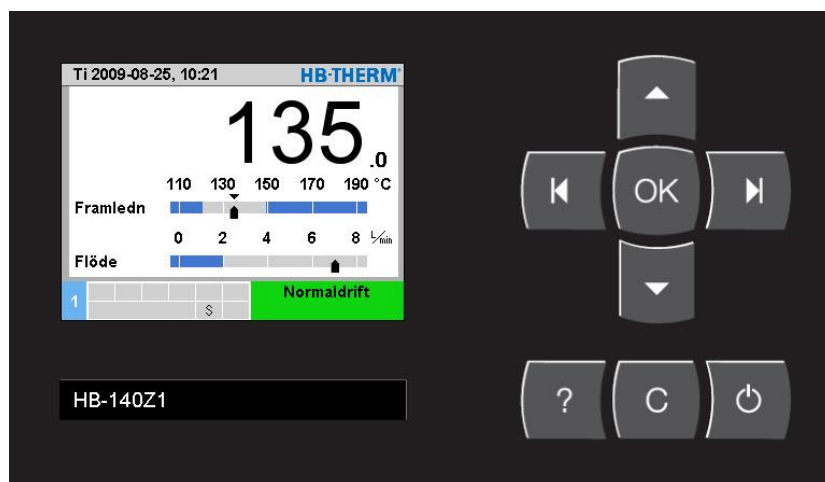 Ti 2009-08-25, 10:21 HB-THERM®
135.0
110 130 150 170 190 °C
Framledn
0 2 4 6 8 L/min
Flöde
1 S Normaldrift
HB-140Z1
OK
? C